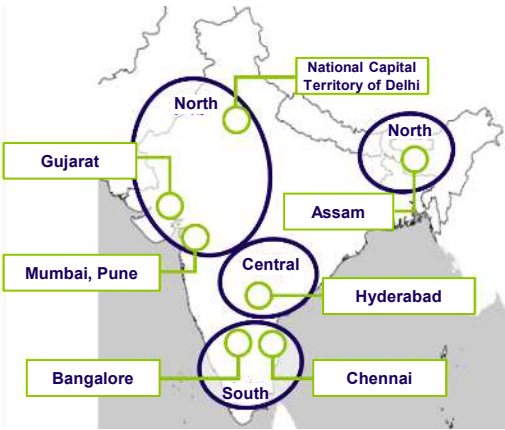 National Capital
Territory of Delhi
North
North
Gujarat
Assam
Central
Mumbai, Pune
Hyderabad
Bangalore
Chennai
South